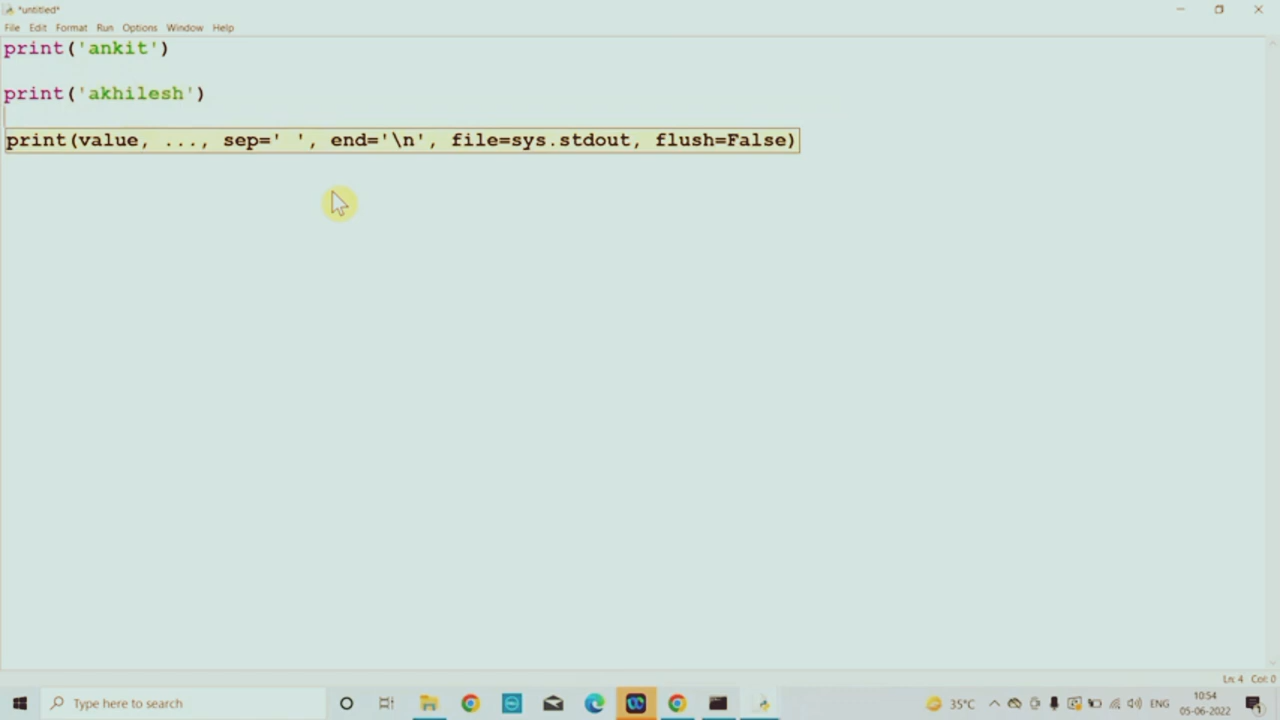 *untitled*
File Edit Format Run Options Window Help
print('ankit')
print('akhilesh')
print(value, ..., sep=' ', end='\n', file=sys.stdout, flush=False)
Ln: 4 Col: 0
Type here to search
35°C
ENG
10:54
05-06-2022
1